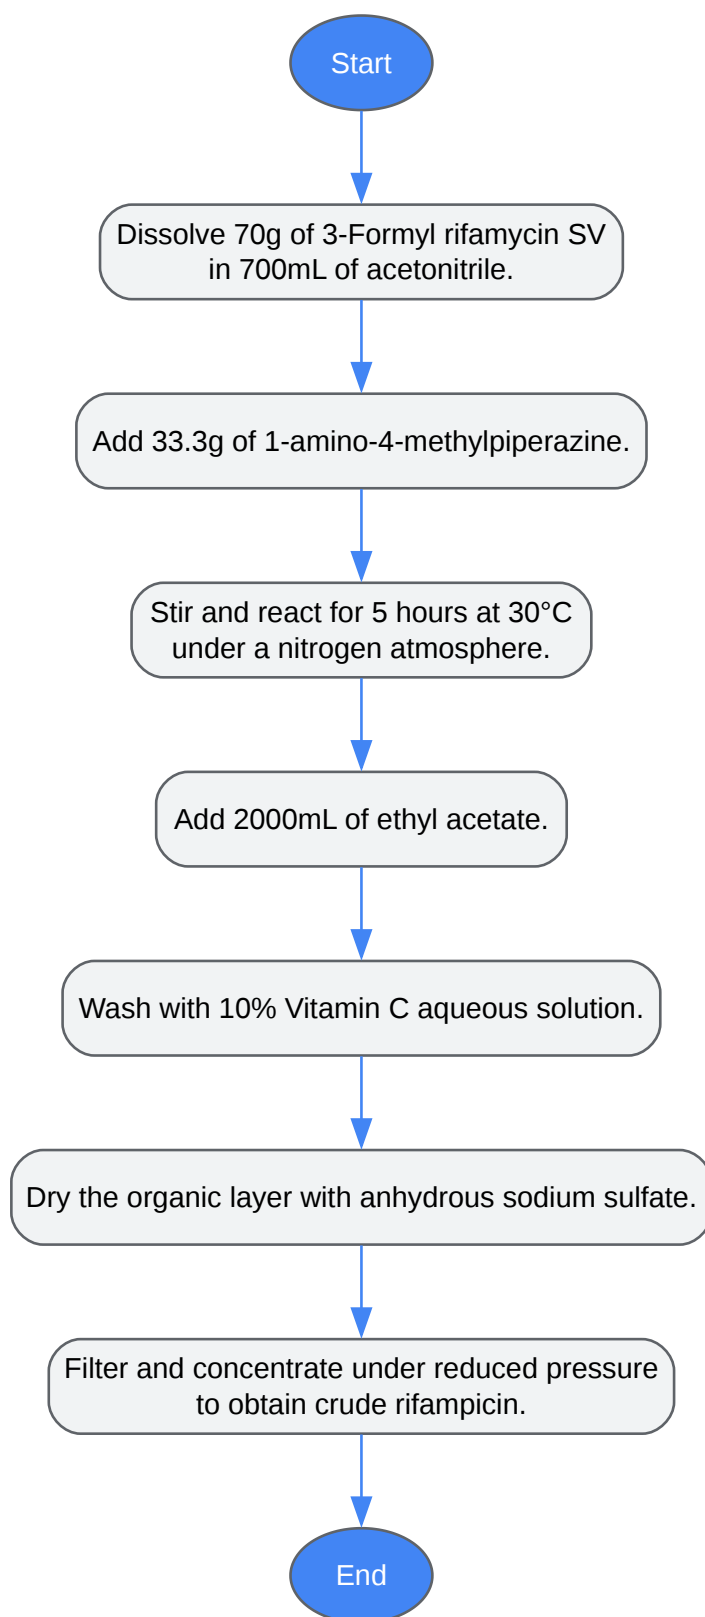 Start
Dissolve 70g of 3-Formyl rifamycin SV
in 700mL of acetonitrile.
Add 33.3g of 1-amino-4-methylpiperazine.
Stir and react for 5 hours at 30°C
under a nitrogen atmosphere.
Add 2000mL of ethyl acetate.
Wash with 10% Vitamin C aqueous solution.
Dry the organic layer with anhydrous sodium sulfate.
Filter and concentrate under reduced pressure
to obtain crude rifampicin.
End